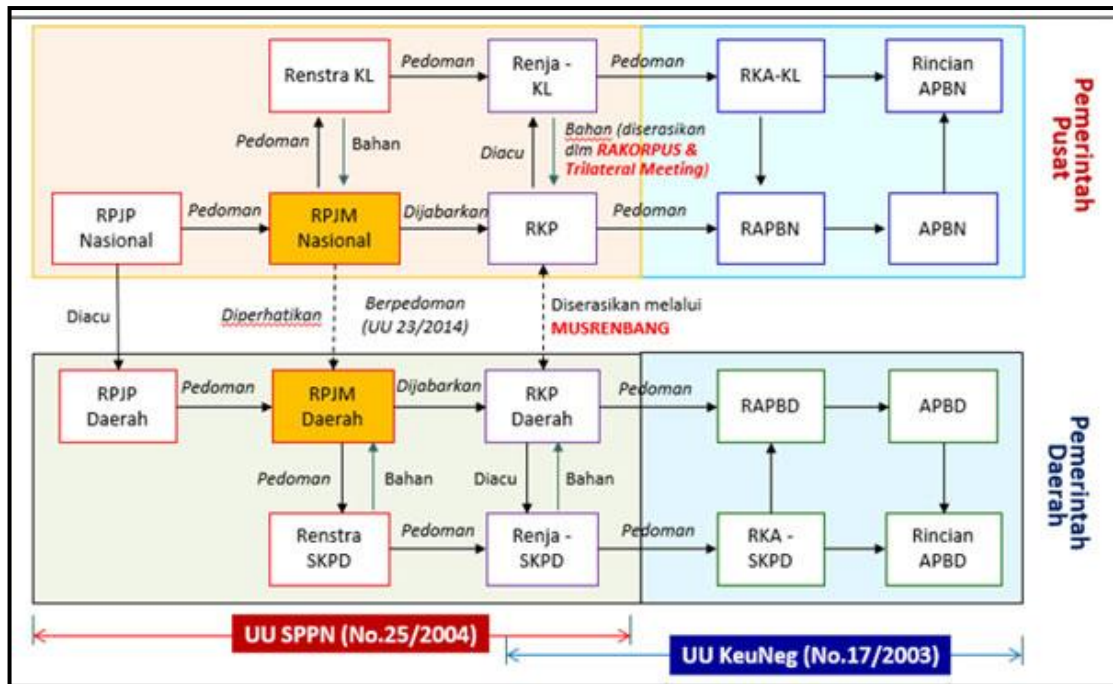 Renstra KL
Pedoman
Renja -
KL
Pedoman
RKA-KL
Rincian
APBN
Pedoman
Bahan
Diacu
Bahan (diserasikan
dlm RAKORPUS &
Trilateral Meeting)
RPJP
Nasional
Pedoman
RPJM
Nasional
Dijabarkan
RKP
Pedoman
RAPBN
APBN
Pemerintah
Pusat
Diacu
Diperhatikan
Berpedoman
(UU 23/2014)
Diserasikan melalui
MUSRENBANG
RPJP
Daerah
Pedoman
RPJM
Daerah
Dijabarkan
RKP
Daerah
Pedoman
RAPBD
APBD
Pedoman
Bahan
Diacu
Bahan
Renstra
SKPD
Pedoman
Renja -
SKPD
Pedoman
RKA -
SKPD
Rincian
APBD
Pemerintah
Daerah
UU SPPN (No.25/2004)
UU KeuNeg (No.17/2003)